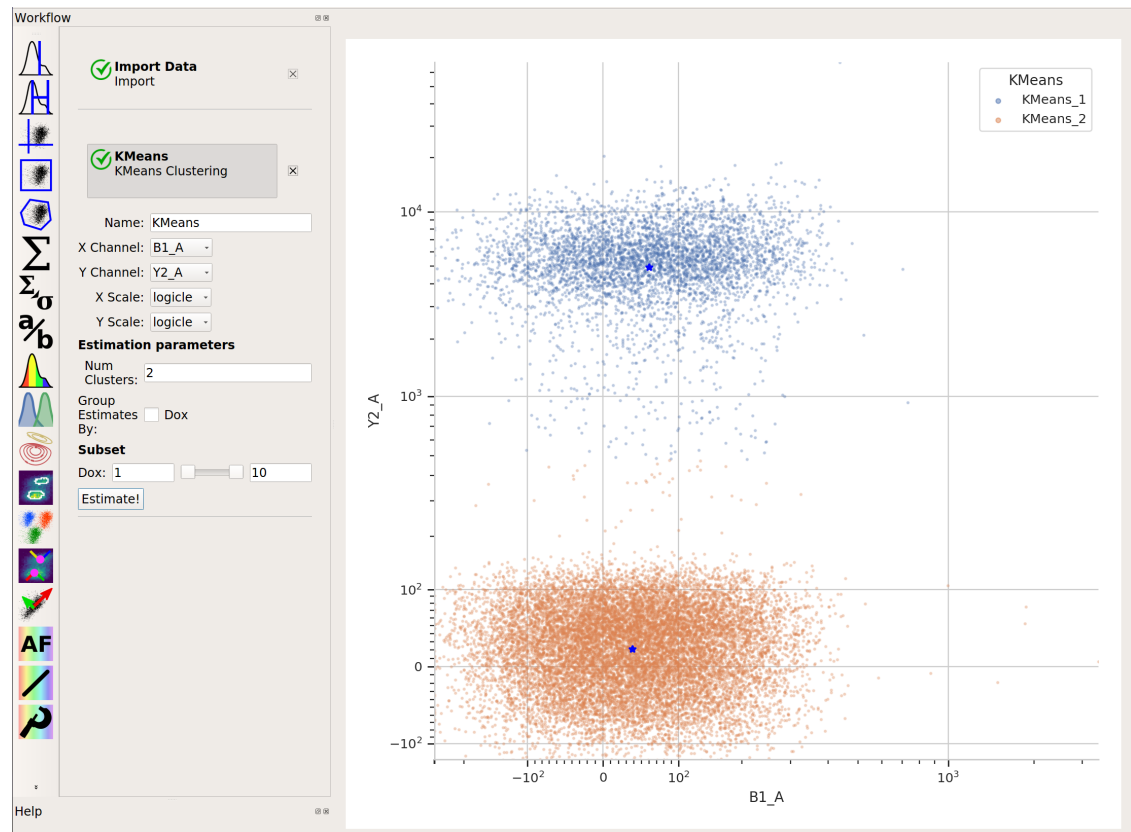 Workflow
Import Data
Import
KMeans
KMeans Clustering
Name: KMeans
X Channel: B1_A
Y Channel: Y2_A
X Scale: logicle
Y Scale: logicle
Estimation parameters
Num
Clusters: 2
Group
Estimates
By:
Dox
Subset
Dox: 1 10
Estimate!
Help
Σ
Σ,σ
a/b
AF
KMeans
KMeans_1
KMeans_2
Y2_A
10⁴
10³
10²
0
−10²
−10² 0 10² 10³
B1_A